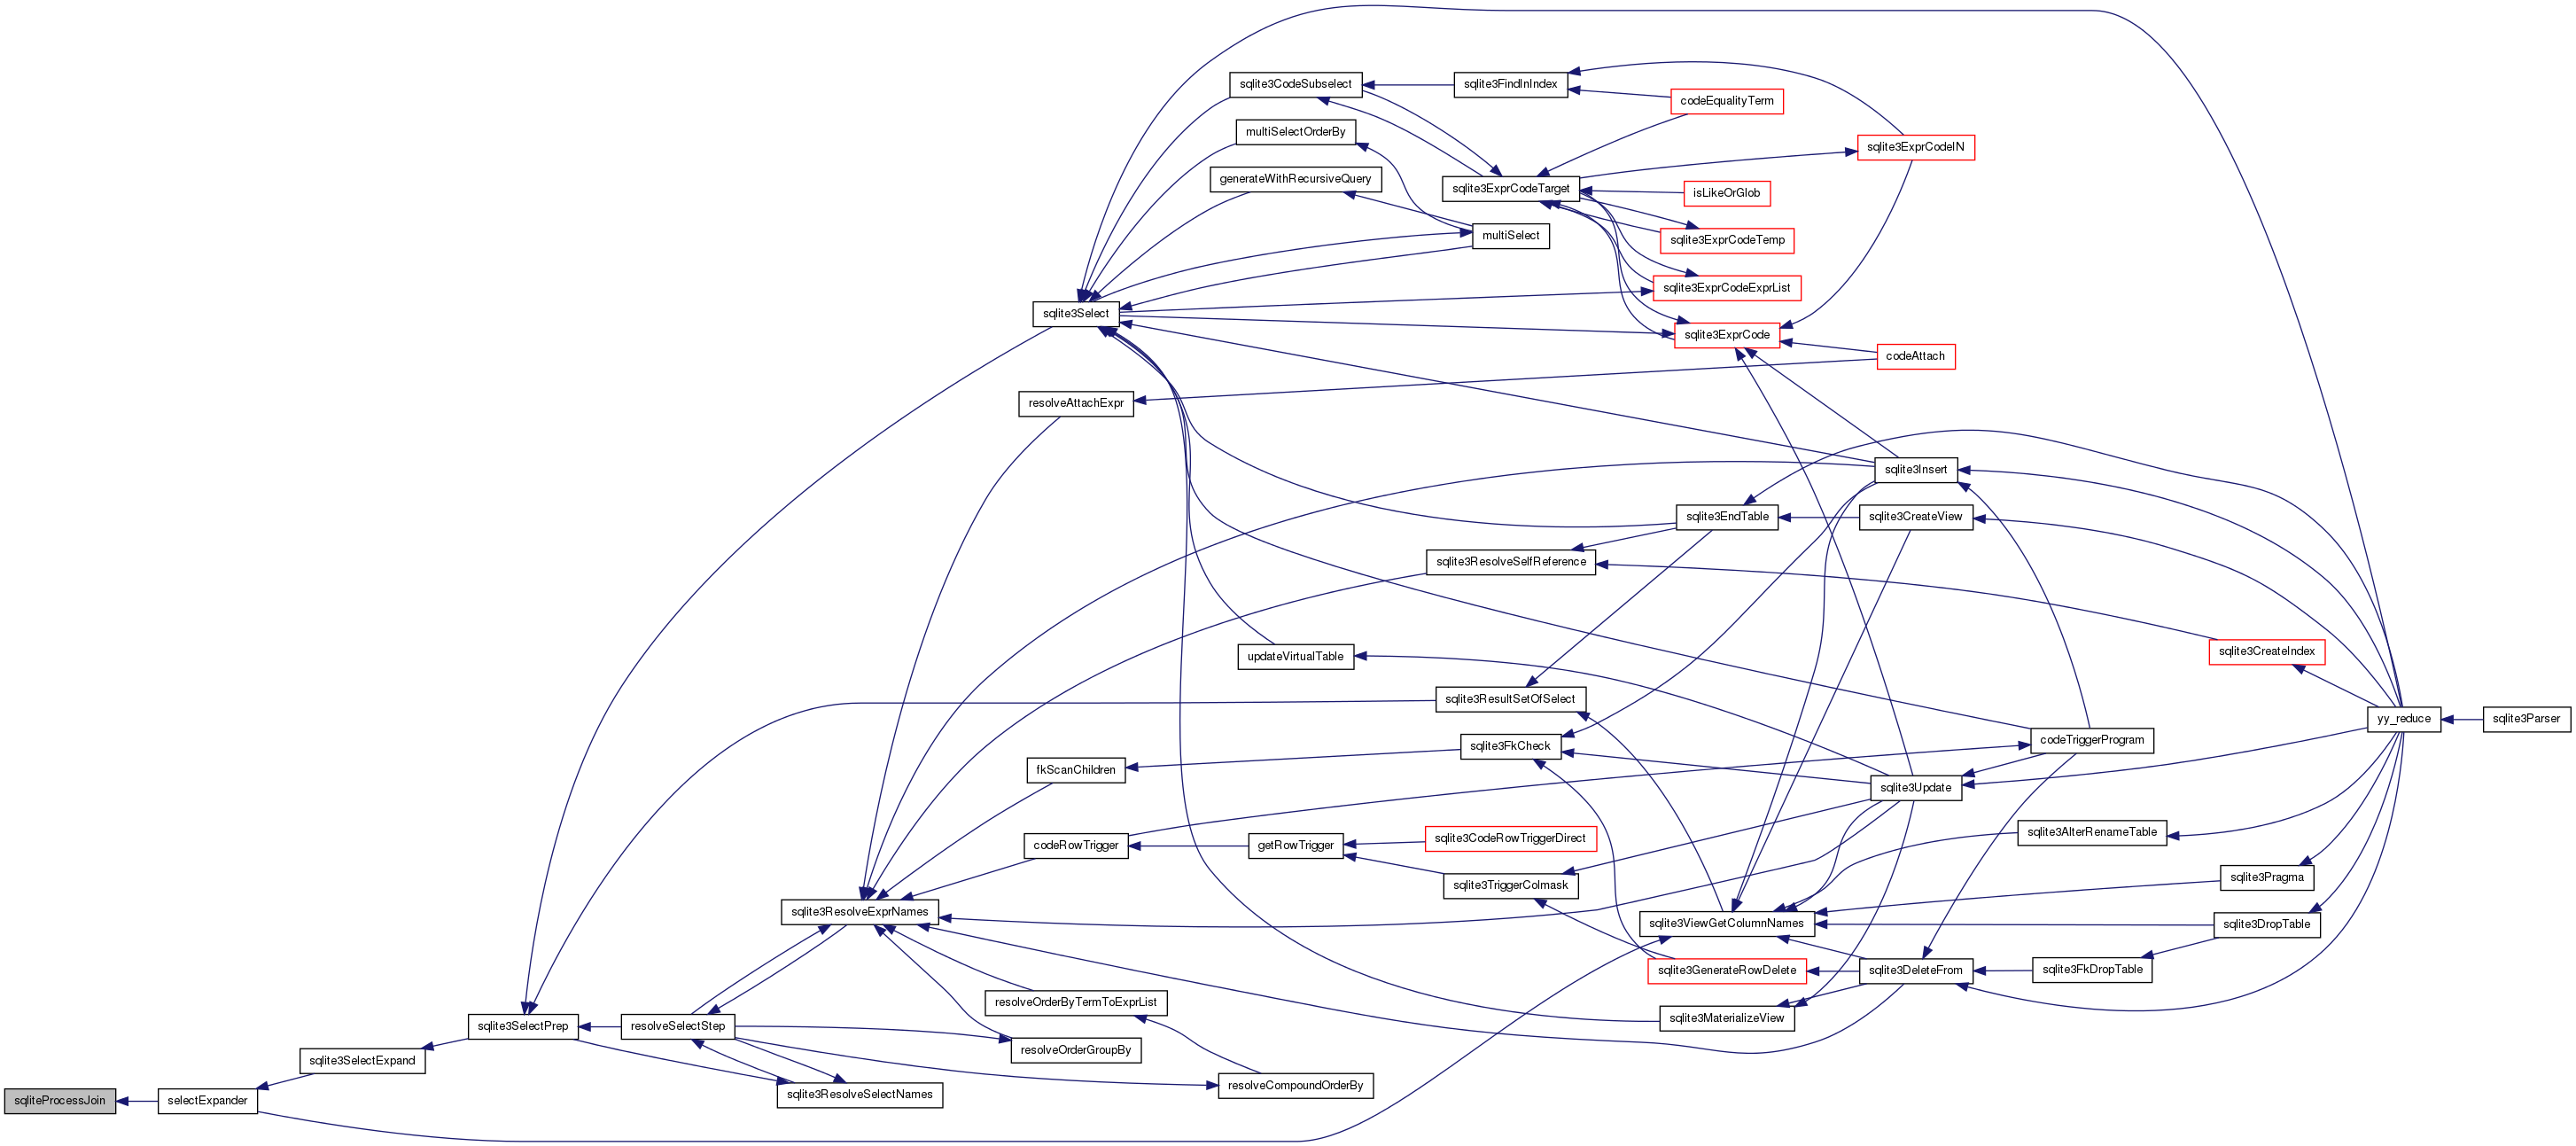 sqlite3CodeSubselect
sqlite3FindInIndex
codeEqualityTerm
multiSelectOrderBy
sqlite3ExprCodeIN
generateWithRecursiveQuery
sqlite3ExprCodeTarget
isLikeOrGlob
multiSelect
sqlite3ExprCodeTemp
sqlite3ExprCodeExprList
sqlite3Select
sqlite3ExprCode
codeAttach
resolveAttachExpr
sqlite3Insert
sqlite3EndTable
sqlite3CreateView
sqlite3ResolveSelfReference
updateVirtualTable
sqlite3CreateIndex
sqlite3ResultSetOfSelect
yy_reduce
sqlite3Parser
sqlite3FkCheck
codeTriggerProgram
fkScanChildren
sqlite3Update
codeRowTrigger
getRowTrigger
sqlite3CodeRowTriggerDirect
sqlite3AlterRenameTable
sqlite3TriggerColmask
sqlite3Pragma
sqlite3ResolveExprNames
sqlite3ViewGetColumnNames
sqlite3DropTable
sqlite3GenerateRowDelete
sqlite3DeleteFrom
sqlite3FkDropTable
resolveOrderByTermToExprList
sqlite3MaterializeView
sqlite3SelectPrep
resolveSelectStep
resolveOrderGroupBy
sqlite3SelectExpand
resolveCompoundOrderBy
sqlite3ResolveSelectNames
sqliteProcessJoin
selectExpander